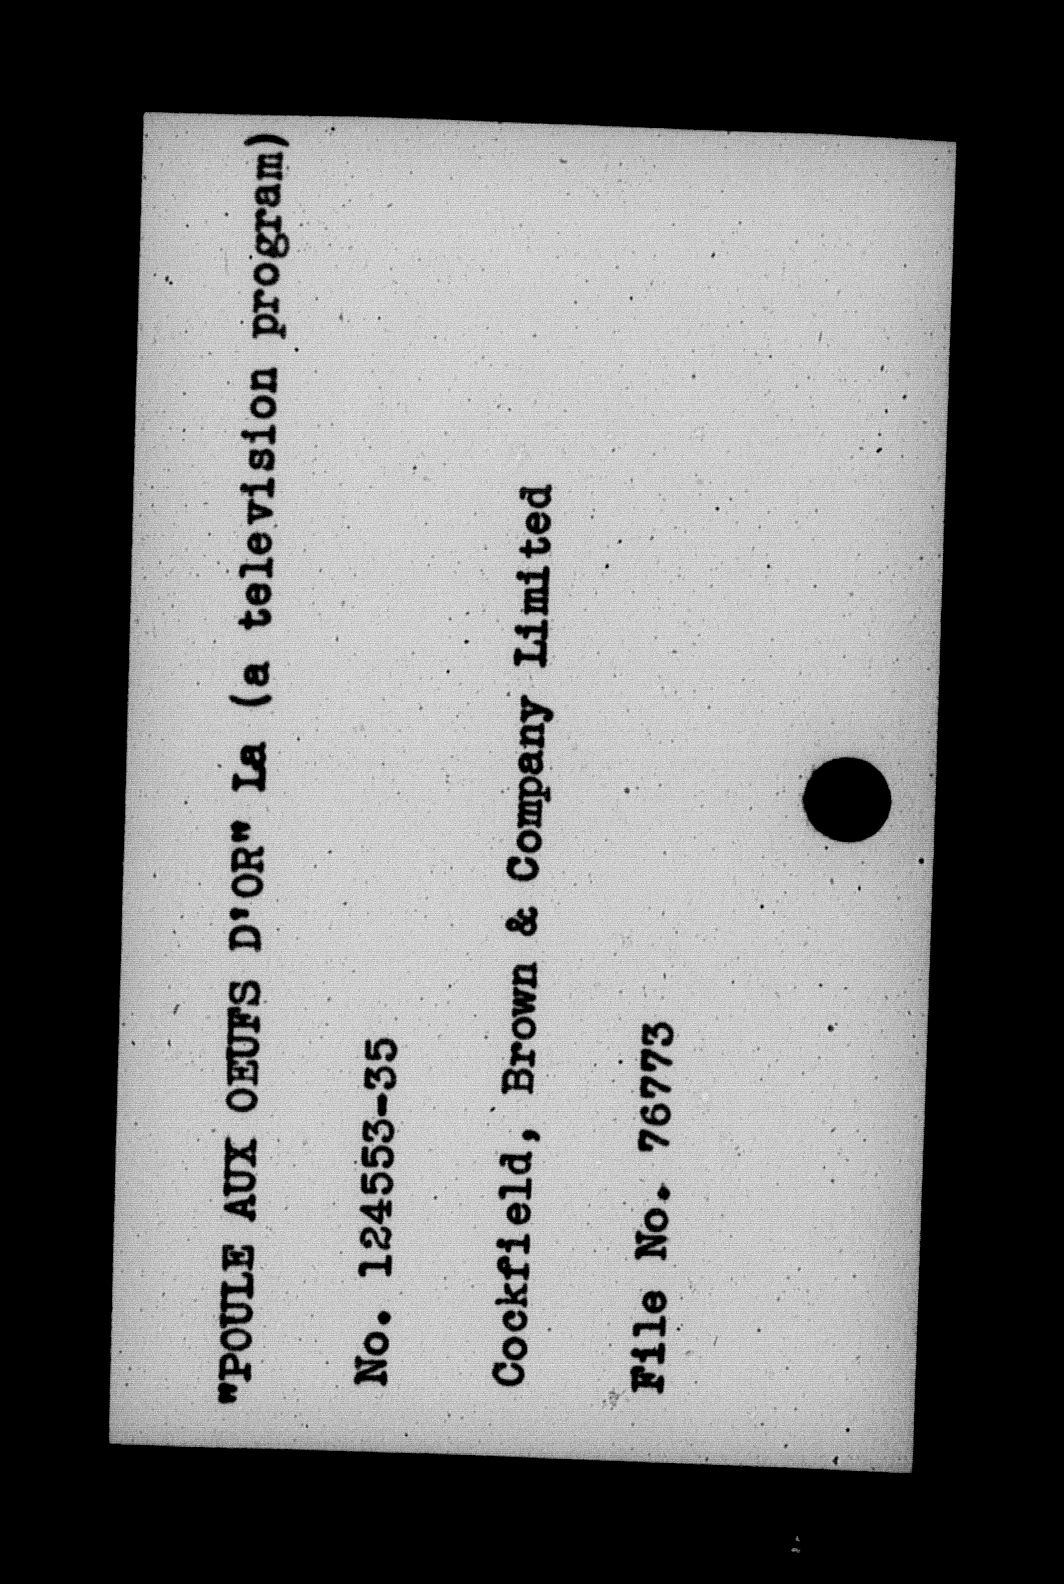 "POULE AUX OEUFS D'OR" La (a television program)
No. 124553-35
Cockfield, Brown & Company Limited
File No. 76773